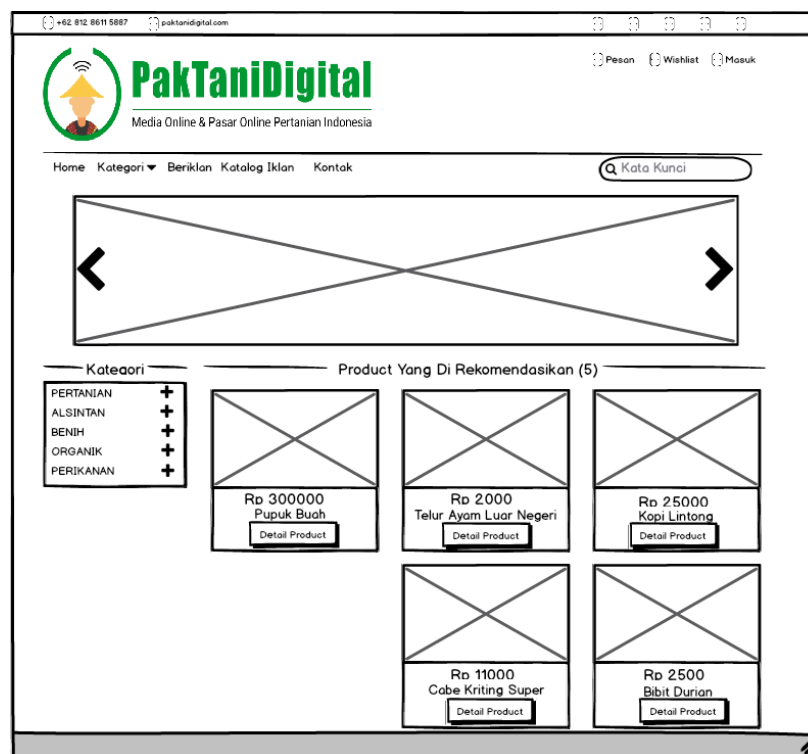 +62 812 8611 5887 paktanidigital.com
Pesan Wishlist Masuk
PakTaniDigital
Media Online & Pasar Online Pertanian Indonesia
Home Kategori Beriklan Katalog Iklan Kontak
Kata Kunci
Kategori
PERTANIAN
ALSINTAN
BENIH
ORGANIK
PERIKANAN
Product Yang Di Rekomendasikan (5)
Rp 300000
Pupuk Buah
Detail Product
Rp 2000
Telur Ayam Luar Negeri
Detail Product
Rp 25000
Kopi Lintong
Detail Product
Rp 11000
Cabe Kriting Super
Detail Product
Rp 2500
Bibit Durian
Detail Product